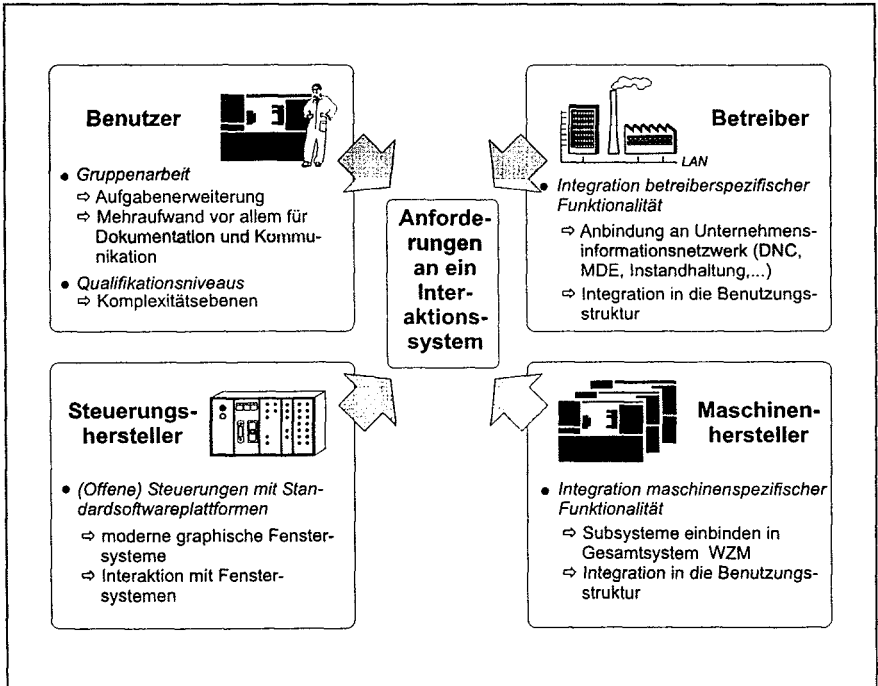 Benutzer
• Gruppenarbeit
⇨ Aufgabenerweiterung
⇨ Mehraufwand vor allem für
Dokumentation und Kommu-
nikation
• Qualifikationsniveaus
⇨ Komplexitätsebenen
Betreiber
LAN
• Integration betreiberspezifischer
Funktionalität
⇨ Anbindung an Unternehmens-
informationsnetzwerk (DNC,
MDE, Instandhaltung,...)
⇨ Integration in die Benutzungs-
struktur
Anforde-
rungen
an ein
Inter-
aktions-
system
Steuerungs-
hersteller
• (Offene) Steuerungen mit Stan-
dardsoftwareplattformen
⇨ moderne graphische Fenster-
systeme
⇨ Interaktion mit Fenster-
systemen
Maschinen-
hersteller
• Integration maschinenspezifischer
Funktionalität
⇨ Subsysteme einbinden in
Gesamtsystem WZM
⇨ Integration in die Benutzungs-
struktur